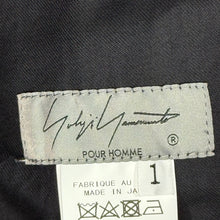 Yohji Yamamoto
®
POUR HOMME
FABRIQUE AU
MADE IN JA
1